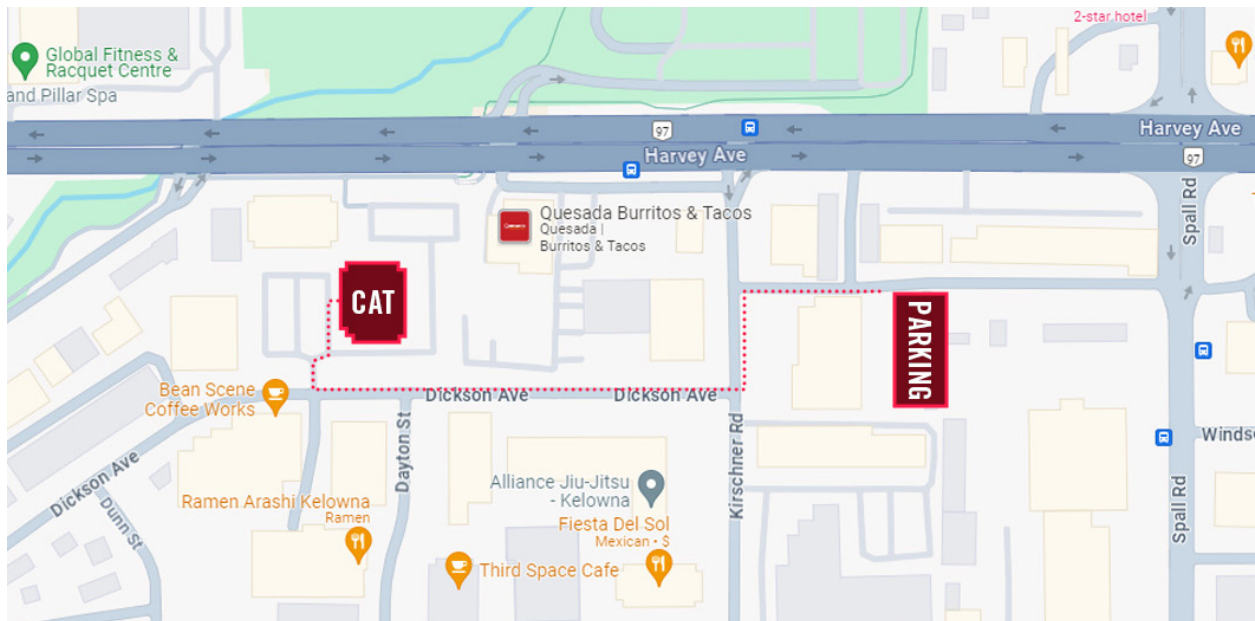 2-star hotel
Global Fitness &
Racquet Centre
and Pillar Spa
97
Harvey Ave
Harvey Ave
97
Quesada Burritos & Tacos
Quesada |
Burritos & Tacos
Spall Rd
CAT
PARKING
Bean Scene
Coffee Works
Dickson Ave
Dickson Ave
Dayton St
Kirschner Rd
Windso
Dickson Ave
Dunn St
Alliance Jiu-Jitsu
- Kelowna
Ramen Arashi Kelowna
Ramen
Fiesta Del Sol
Mexican • $
Spall Rd
Third Space Cafe